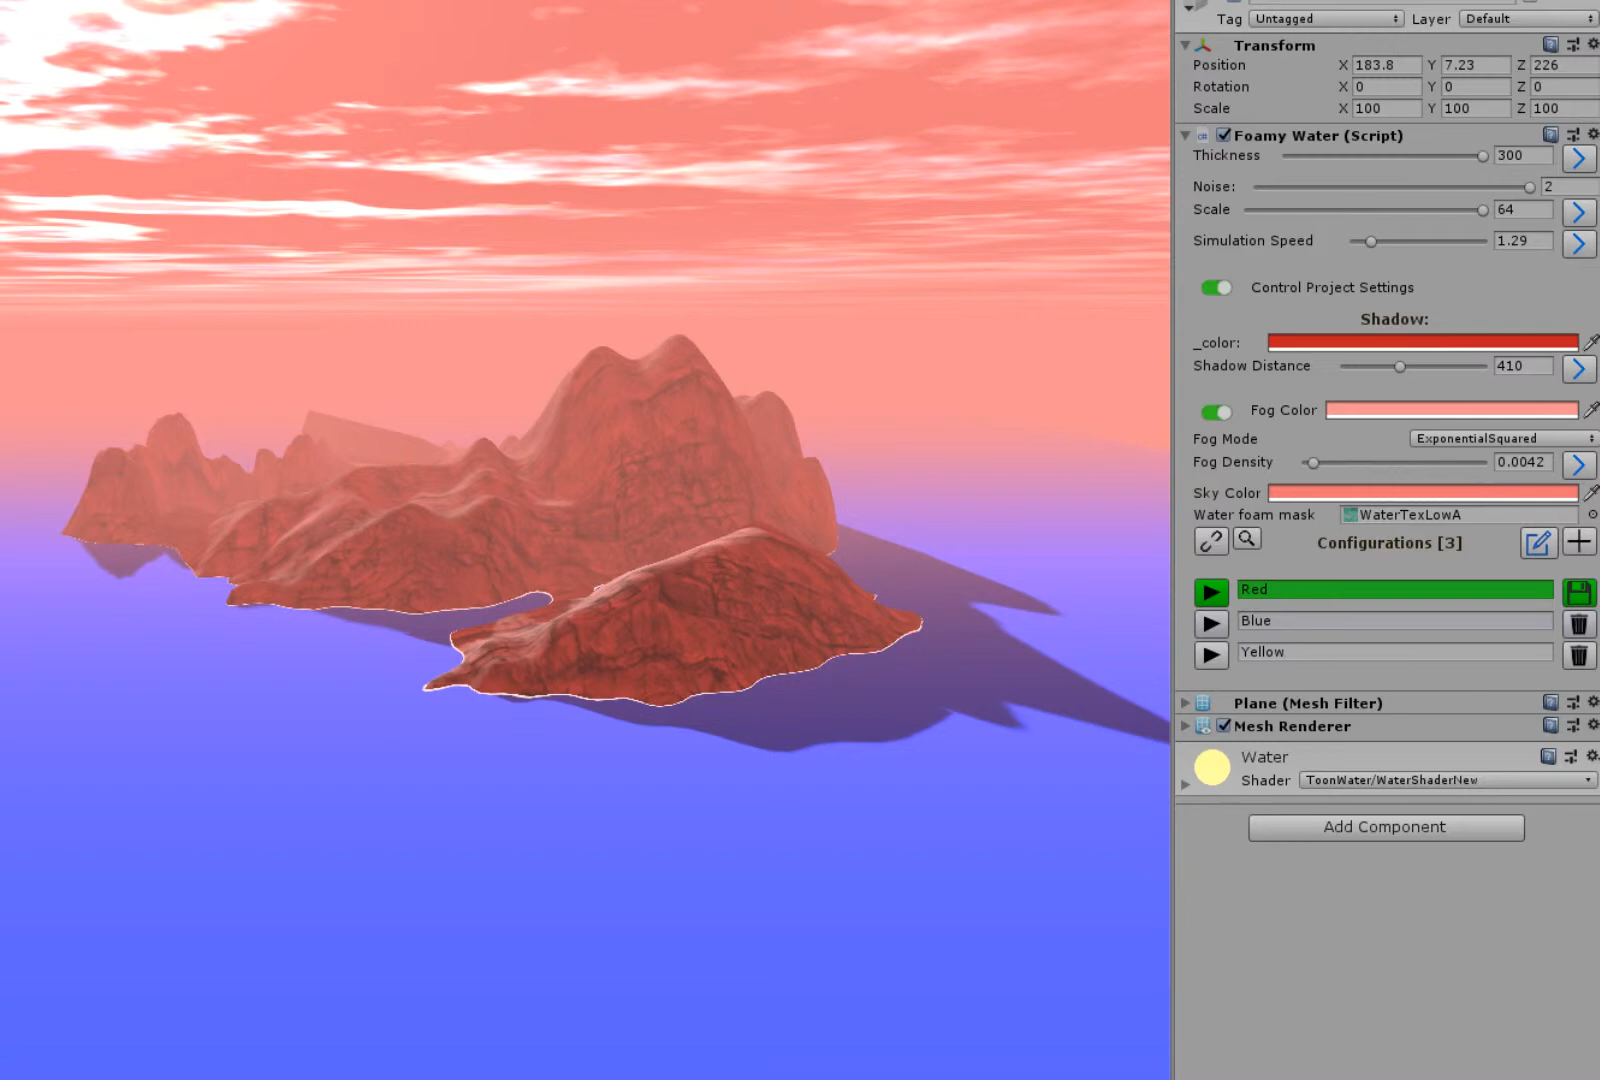 Tag Untagged Layer Default
Transform
Position X 183.8 Y 7.23 Z 226
Rotation X 0 Y 0 Z 0
Scale X 100 Y 100 Z 100
Foamy Water (Script)
Thickness 300
Noise: 2
Scale 64
Simulation Speed 1.29
Control Project Settings
Shadow:
_color:
Shadow Distance 410
Fog Color
Fog Mode ExponentialSquared
Fog Density 0.0042
Sky Color
Water foam mask WaterTexLowA
Configurations [3]
Red
Blue
Yellow
Plane (Mesh Filter)
Mesh Renderer
Water
Shader ToonWater/WaterShaderNew
Add Component